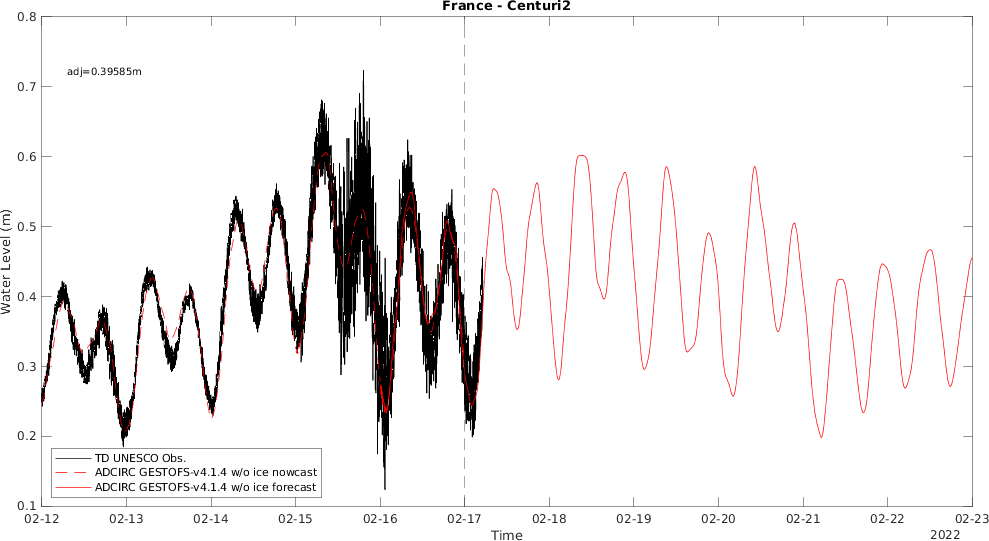 France - Centuri2
adj=0.39585m
Water Level (m)
0.8
0.7
0.6
0.5
0.4
0.3
0.2
0.1
TD UNESCO Obs.
ADCIRC GESTOFS-v4.1.4 w/o ice nowcast
ADCIRC GESTOFS-v4.1.4 w/o ice forecast
02-12 02-13 02-14 02-15 02-16 02-17 02-18 02-19 02-20 02-21 02-22 02-23
Time
2022